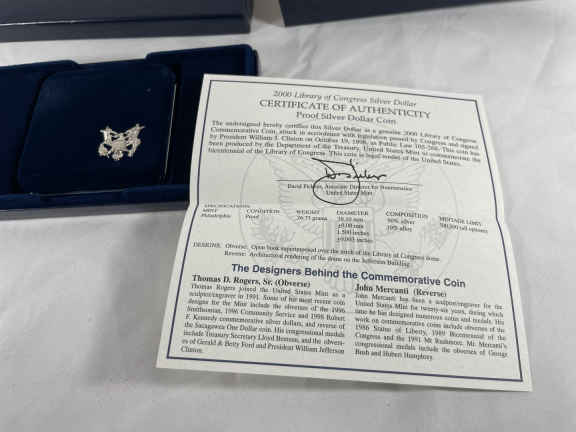 2000 Library of Congress Silver Dollar
CERTIFICATE OF AUTHENTICITY
Proof Silver Dollar Coin
The undersigned hereby certifies that this Silver Dollar is a genuine 2000 Library of Congress
Commemorative Coin, struck in accordance with legislation passed by Congress and signed
by President William J. Clinton on October 19, 1998, as Public Law 105-268. This coin has
been produced by the Department of the Treasury, United States Mint to commemorate the
bicentennial of the Library of Congress. This coin is legal tender of the United States.
David Pickens, Associate Director for Numismatics
United States Mint
SPECIFICATIONS
MINT CONDITION WEIGHT DIAMETER COMPOSITION MINTAGE LIMIT
Philadelphia Proof 26.73 grams 38.10 mm 90% silver 500,000 (all options)
±0.08 mm 10% alloy
1.500 inches
±0.003 inches
DESIGNS: Obverse: Open book superimposed over the torch of the Library of Congress dome.
Reverse: Architectural rendering of the dome on the Jefferson Building.
The Designers Behind the Commemorative Coin
Thomas D. Rogers, Sr. (Obverse)
Thomas Rogers joined the United States Mint as a
sculptor/engraver in 1991. Some of his most recent coin
designs for the Mint include the obverses of the 1996
Smithsonian, 1996 Community Service and 1998 Robert
F. Kennedy commemorative silver dollars, and reverse of
the Sacagawea One Dollar coin. His congressional medals
include Treasury Secretary Lloyd Bentsen, and the obvers-
es of Gerald & Betty Ford and President William Jefferson
Clinton.
John Mercanti (Reverse)
John Mercanti has been a sculptor/engraver for the
United States Mint for twenty-six years, during which
time he has designed numerous coins and medals. His
work on commemorative coins include obverses of the
1986 Statue of Liberty, 1989 Bicentennial of the
Congress and the 1991 Mt Rushmore. Mr. Mercanti's
congressional medals include the obverses of George
Bush and Hubert Humphrey.